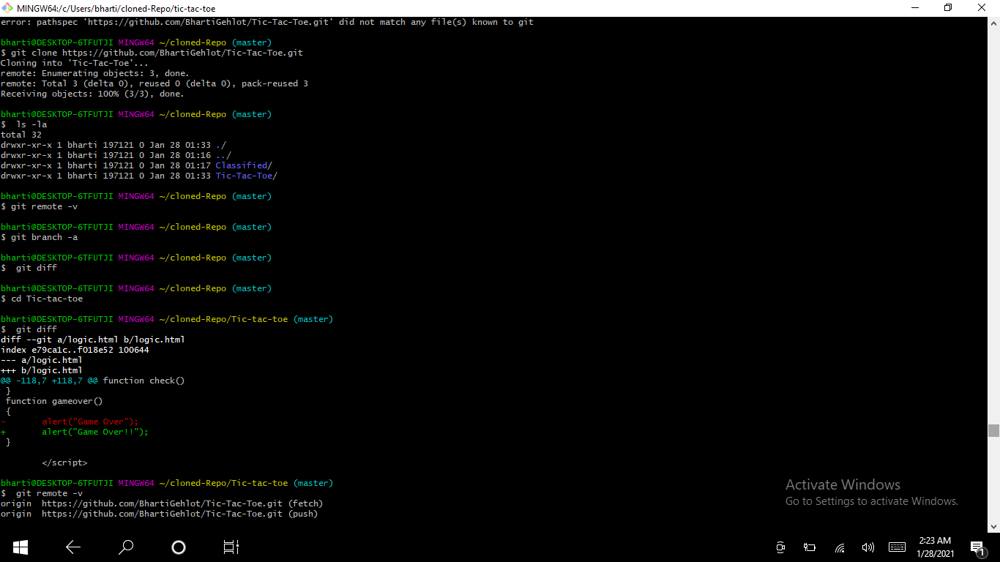 MINGW64:/c/Users/bharti/cloned-Repo/tic-tac-toe
error: pathspec 'https://github.com/BhartiGehlot/Tic-Tac-Toe.git' did not match any file(s) known to git
bharti@DESKTOP-6TFUTJI MINGW64 ~/cloned-Repo (master)
$ git clone https://github.com/BhartiGehlot/Tic-Tac-Toe.git
Cloning into 'Tic-Tac-Toe'...
remote: Enumerating objects: 3, done.
remote: Total 3 (delta 0), reused 0 (delta 0), pack-reused 3
Receiving objects: 100% (3/3), done.
bharti@DESKTOP-6TFUTJI MINGW64 ~/cloned-Repo (master)
$  ls -la
total 32
drwxr-xr-x 1 bharti 197121 0 Jan 28 01:33 ./
drwxr-xr-x 1 bharti 197121 0 Jan 28 01:16 ../
drwxr-xr-x 1 bharti 197121 0 Jan 28 01:17 Classified/
drwxr-xr-x 1 bharti 197121 0 Jan 28 01:33 Tic-Tac-Toe/
bharti@DESKTOP-6TFUTJI MINGW64 ~/cloned-Repo (master)
$ git remote -v
bharti@DESKTOP-6TFUTJI MINGW64 ~/cloned-Repo (master)
$ git branch -a
bharti@DESKTOP-6TFUTJI MINGW64 ~/cloned-Repo (master)
$  git diff
bharti@DESKTOP-6TFUTJI MINGW64 ~/cloned-Repo (master)
$ cd Tic-tac-toe
bharti@DESKTOP-6TFUTJI MINGW64 ~/cloned-Repo/Tic-tac-toe (master)
$  git diff
diff --git a/logic.html b/logic.html
index e79ca1c..f018e52 100644
--- a/logic.html
+++ b/logic.html
@@ -118,7 +118,7 @@ function check()
 }
 function gameover()
 {
-       alert("Game Over");
+       alert("Game Over!!");
 }
        </script>
bharti@DESKTOP-6TFUTJI MINGW64 ~/cloned-Repo/Tic-tac-toe (master)
$  git remote -v
origin  https://github.com/BhartiGehlot/Tic-Tac-Toe.git (fetch)
origin  https://github.com/BhartiGehlot/Tic-Tac-Toe.git (push)
Activate Windows
Go to Settings to activate Windows.
2:23 AM
1/28/2021
1